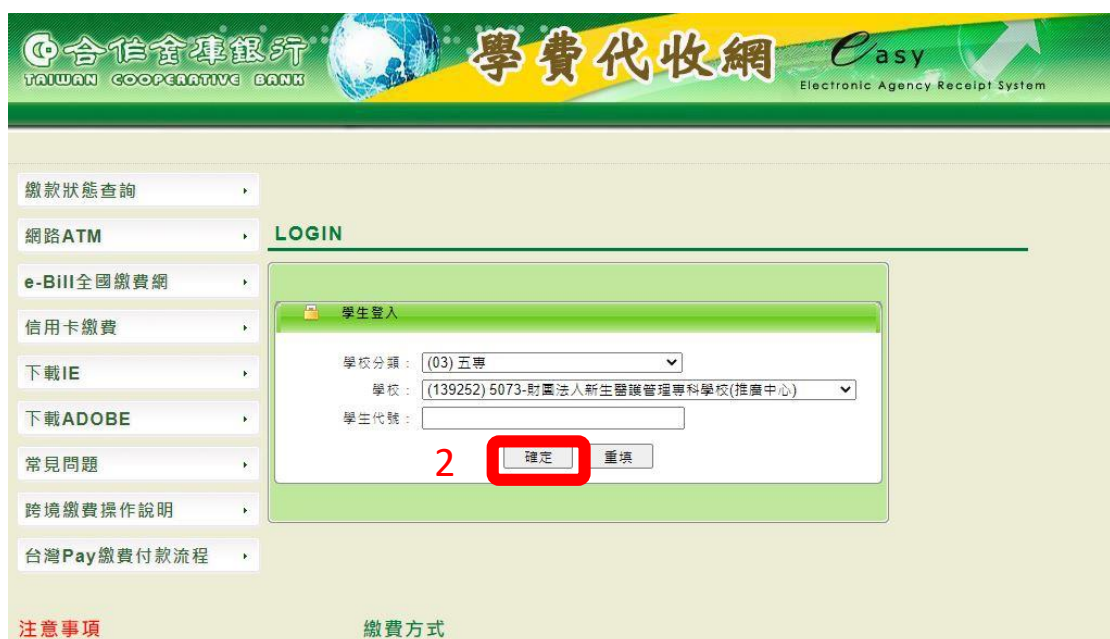 合作金庫銀行
TAIWAN COOPERATIVE BANK
學費代收網
easy
Electronic Agency Receipt System
繳款狀態查詢
網路ATM
e-Bill全國繳費網
信用卡繳費
下載IE
下載ADOBE
常見問題
跨境繳費操作說明
台灣Pay繳費付款流程
LOGIN
學生登入
學校分類： (03) 五專
學校： (139252) 5073-財團法人新生醫護管理專科學校(推廣中心)
學生代號：
2 確定 重填
注意事項 繳費方式